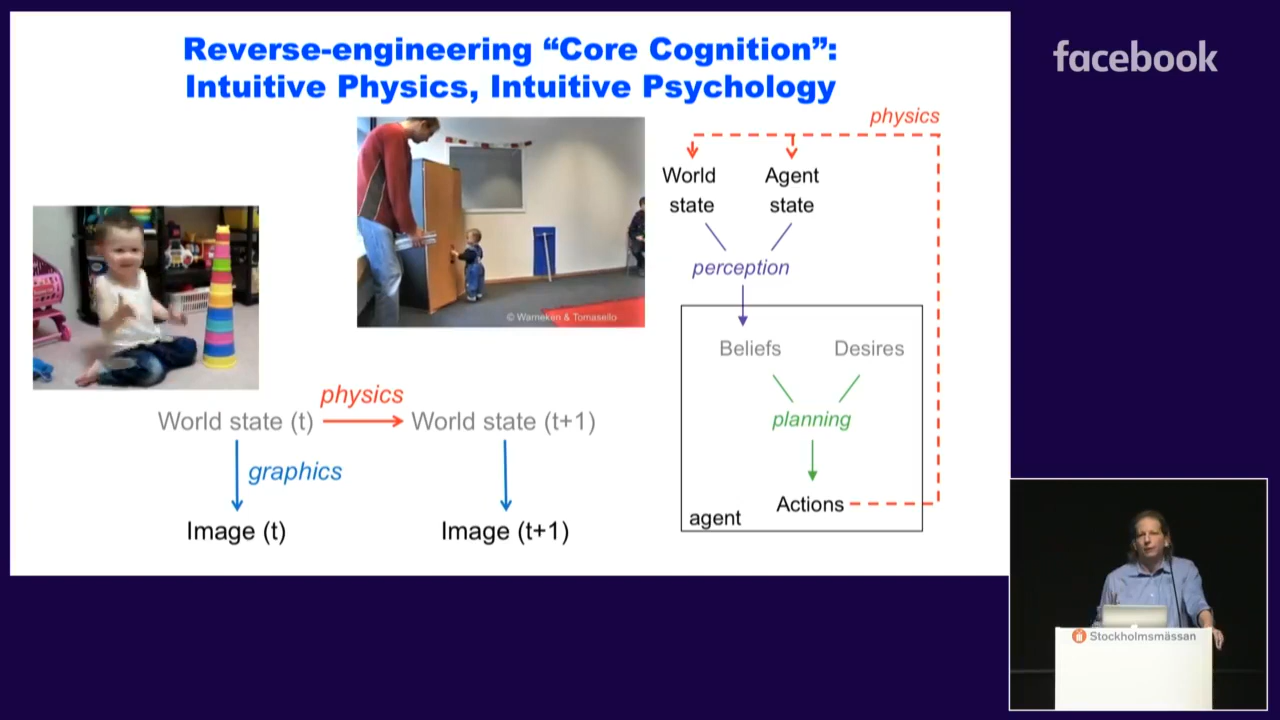 Reverse-engineering “Core Cognition”:
Intuitive Physics, Intuitive Psychology
facebook
physics
World
state
Agent
state
perception
© Warneken & Tomasello
Beliefs
Desires
planning
Actions
agent
physics
World state (t)
World state (t+1)
graphics
Image (t)
Image (t+1)
Stockholmsmässan